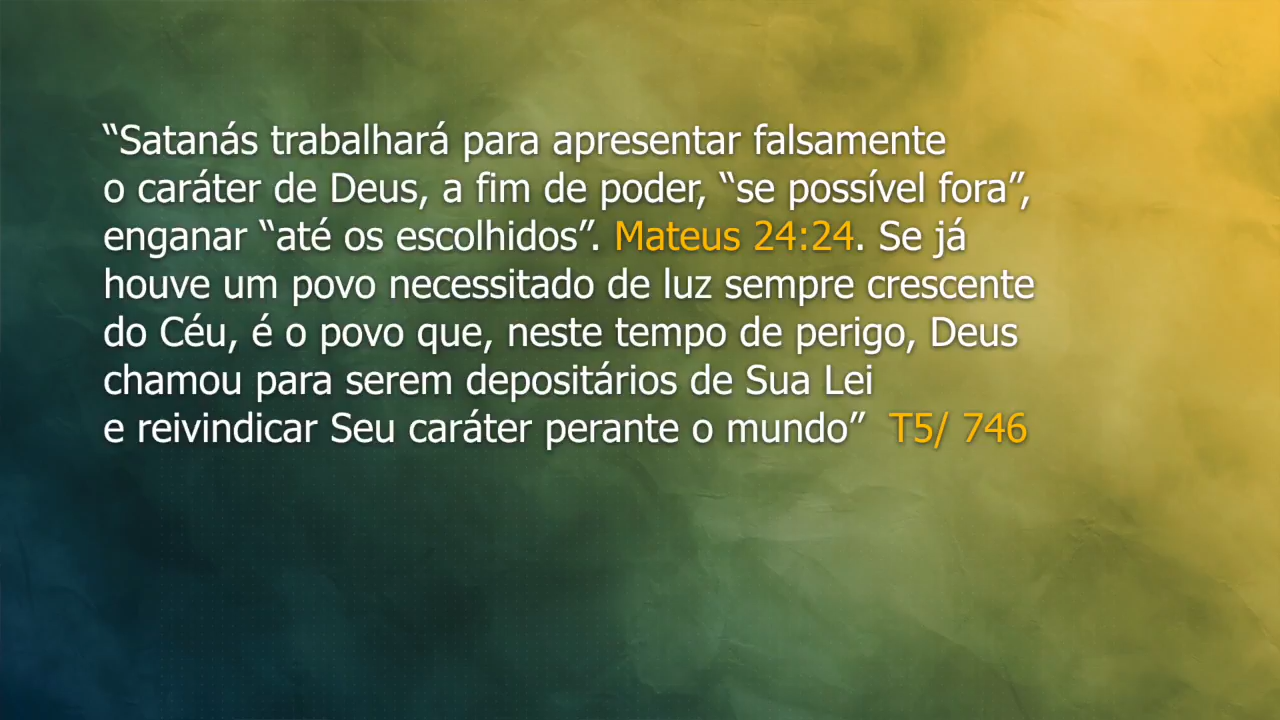 “Satanás trabalhará para apresentar falsamente
o caráter de Deus, a fim de poder, “se possível fora”,
enganar “até os escolhidos”. Mateus 24:24. Se já
houve um povo necessitado de luz sempre crescente
do Céu, é o povo que, neste tempo de perigo, Deus
chamou para serem depositários de Sua Lei
e reivindicar Seu caráter perante o mundo”  T5/ 746